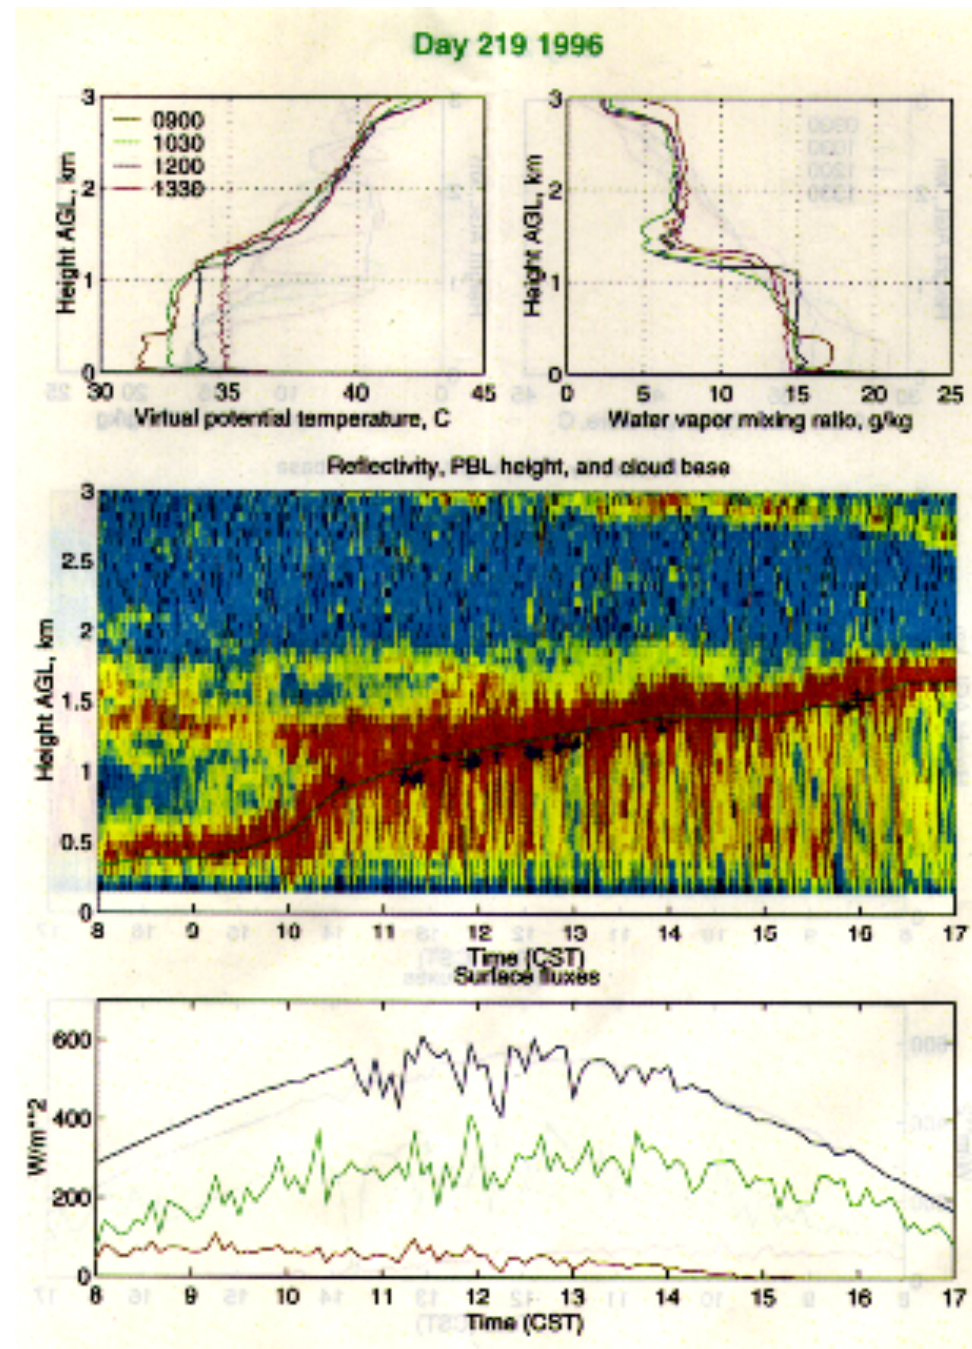 Day 219 1996
3
2
1
0
Height AGL, km
0900
1030
1200
1330
30 35 40 45
Virtual potential temperature, C
3
2
1
0
Height AGL, km
0 5 10 15 20 25
Water vapor mixing ratio, g/kg
Reflectivity, PBL height, and cloud base
3
2.5
2
1.5
1
0.5
0
Height AGL, km
8 9 10 11 12 13 14 15 16 17
Time (CST)
Surface fluxes
600
400
200
0
W/m**2
8 9 10 11 12 13 14 15 16 17
Time (CST)